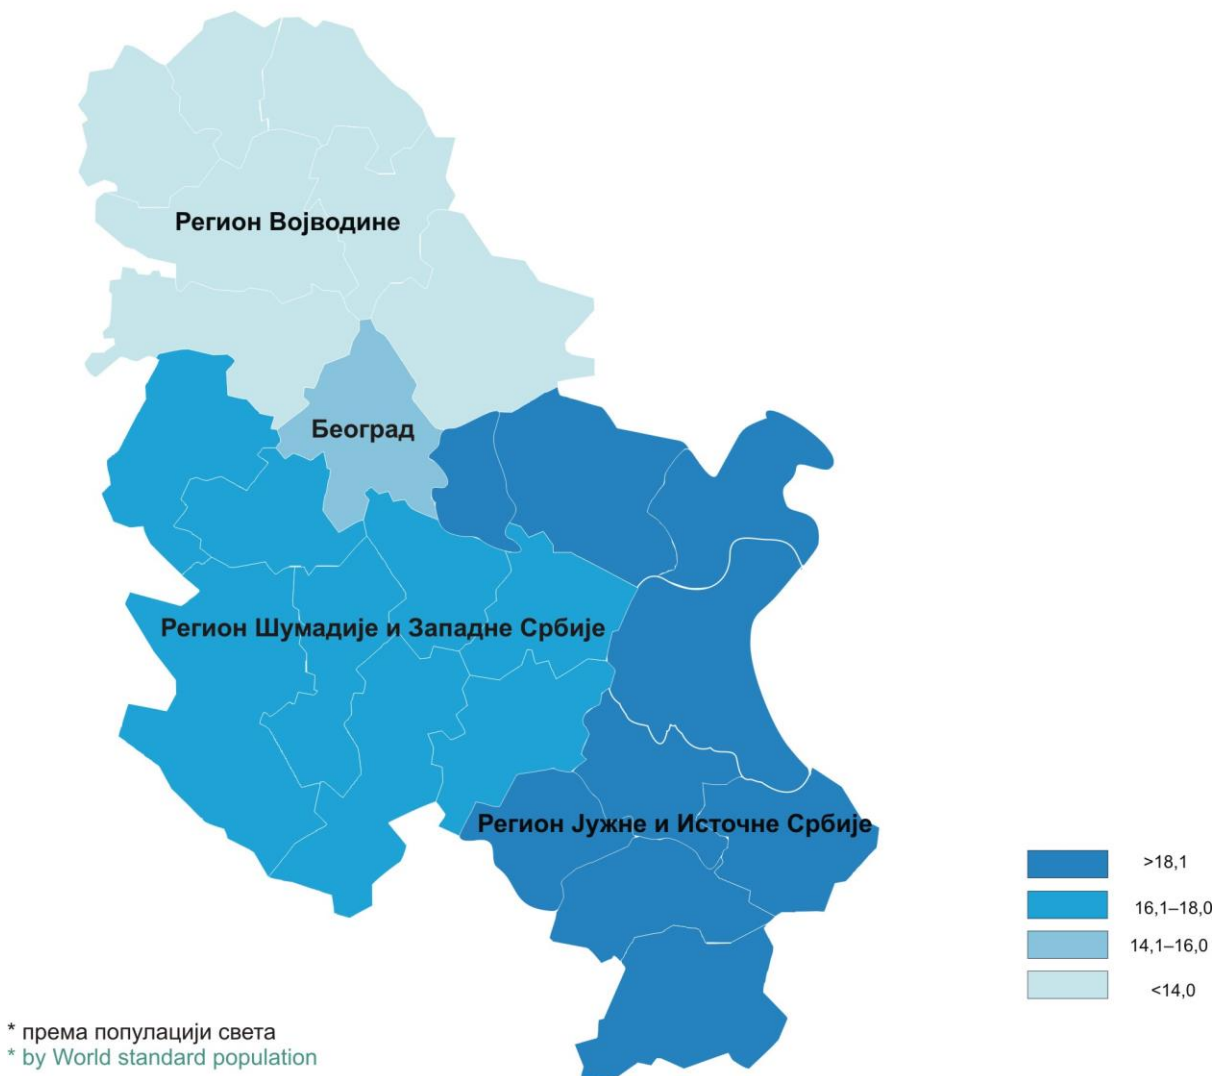 Регион Војводине
Београд
Регион Шумадије и Западне Србије
Регион Јужне и Источне Србије
>18,1
16,1–18,0
14,1–16,0
<14,0
* према популацији света
* by World standard population